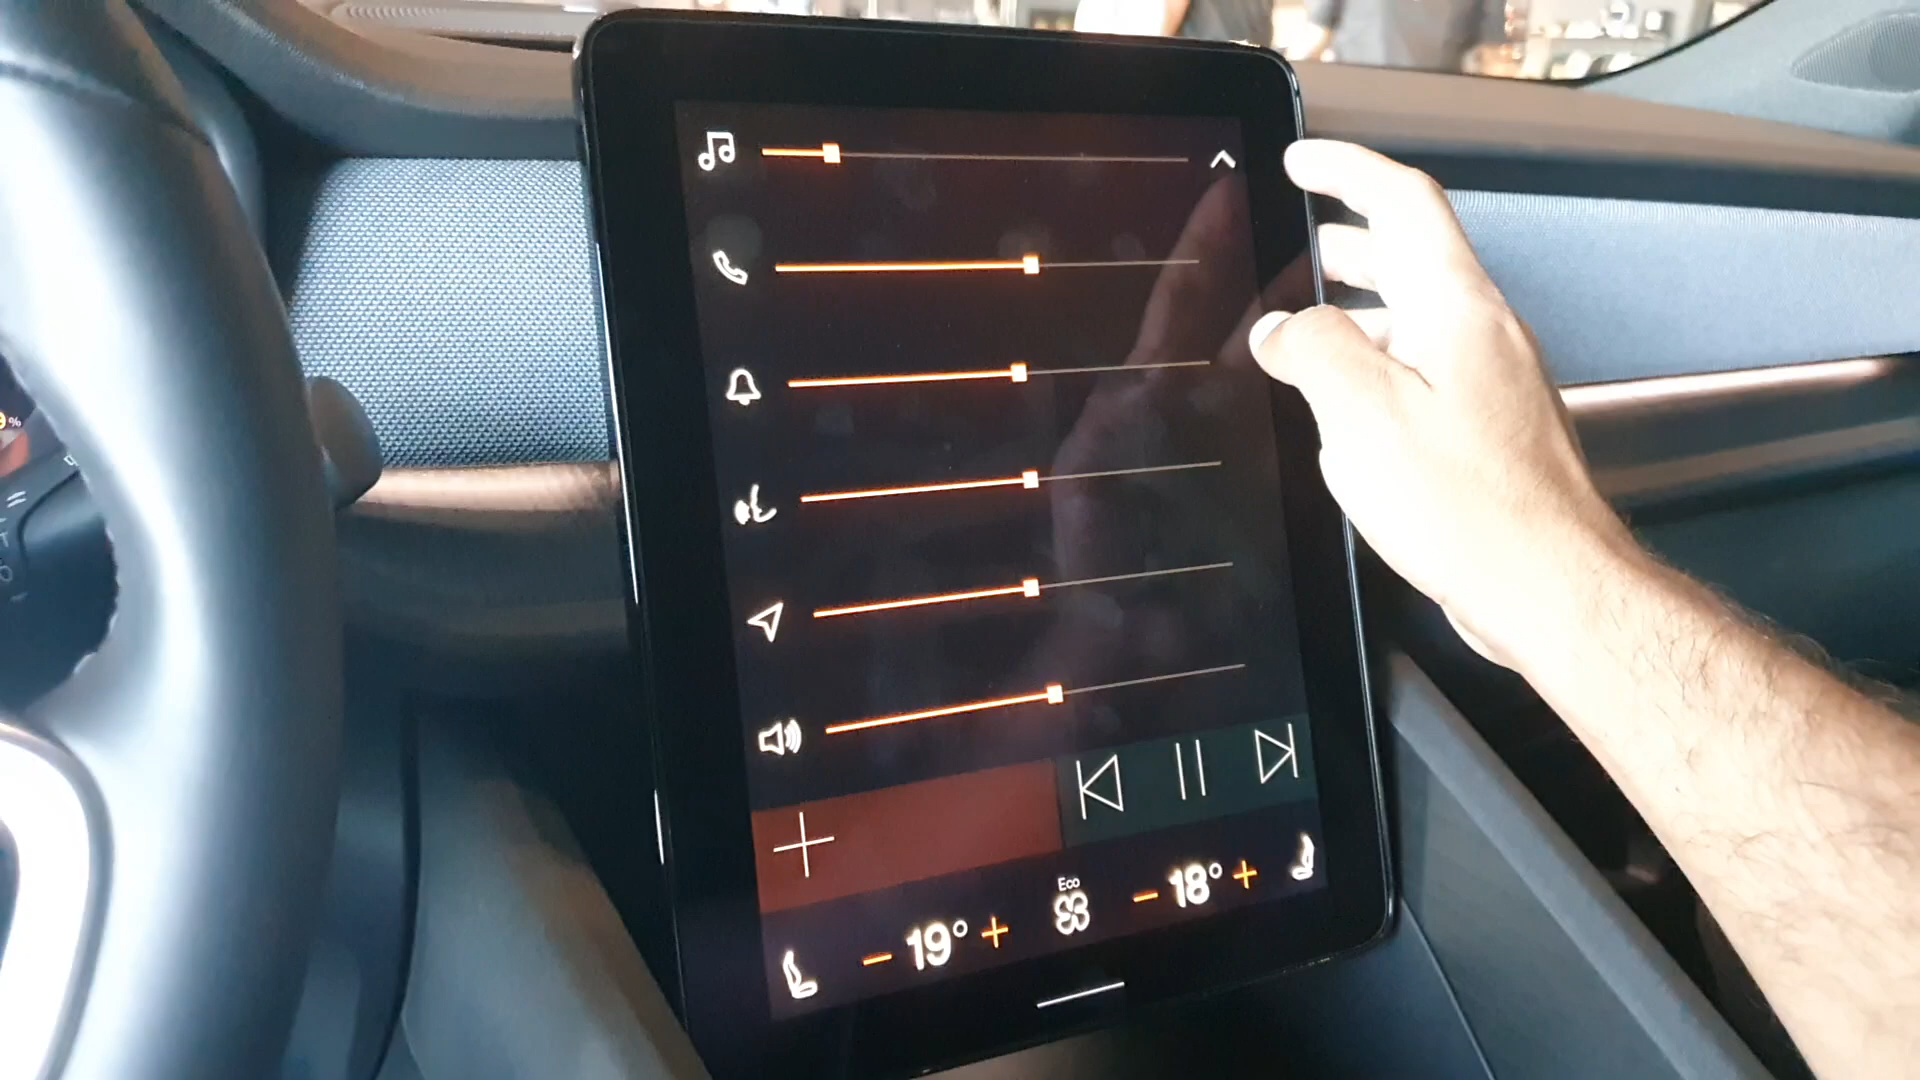 Eco
− 19° +
− 18° +
%